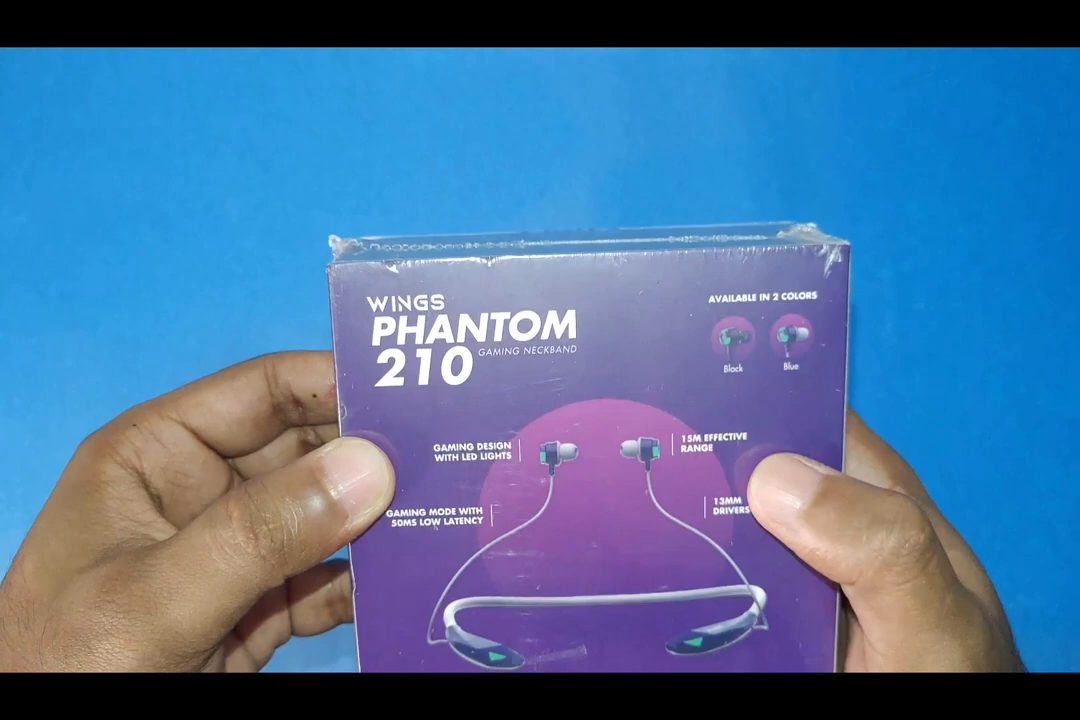 WINGS
PHANTOM
210 GAMING NECKBAND
AVAILABLE IN 2 COLORS
Black
Blue
GAMING DESIGN
WITH LED LIGHTS
15M EFFECTIVE
RANGE
GAMING MODE WITH
50MS LOW LATENCY
13MM
DRIVERS